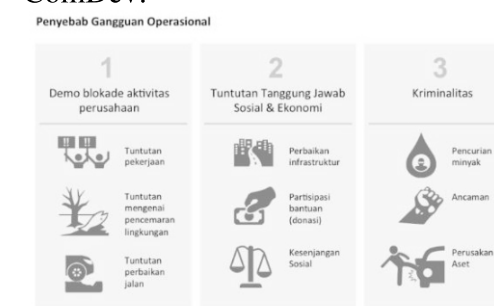 ComDev.
Penyebab Gangguan Operasional
1
Demo blokade aktivitas
perusahaan
Tuntutan
pekerjaan
Tuntutan
mengenai
pencemaran
lingkungan
Tuntutan
perbaikan
jalan
2
Tuntutan Tanggung Jawab
Sosial & Ekonomi
Perbaikan
infrastruktur
Partisipasi
bantuan
(donasi)
Kesenjangan
Sosial
3
Kriminalitas
Pencurian
minyak
Ancaman
Perusakan
Aset